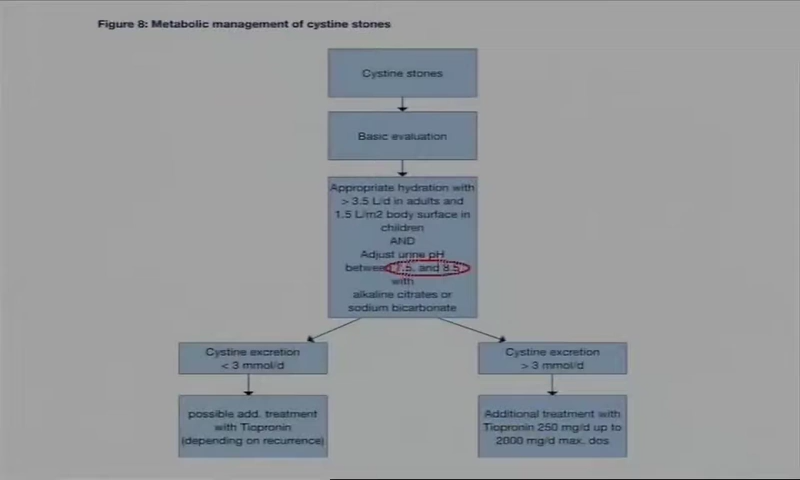 Figure 8: Metabolic management of cystine stones
Cystine stones
Basic evaluation
Appropriate hydration with
> 3.5 L/d in adults and
1.5 L/m2 body surface in
children
AND
Adjust urine pH
between 7.5. and 8.5
with
alkaline citrates or
sodium bicarbonate
Cystine excretion
< 3 mmol/d
Cystine excretion
> 3 mmol/d
possible add. treatment
with Tiopronin
(depending on recurrence)
Additional treatment with
Tiopronin 250 mg/d up to
2000 mg/d max. dos